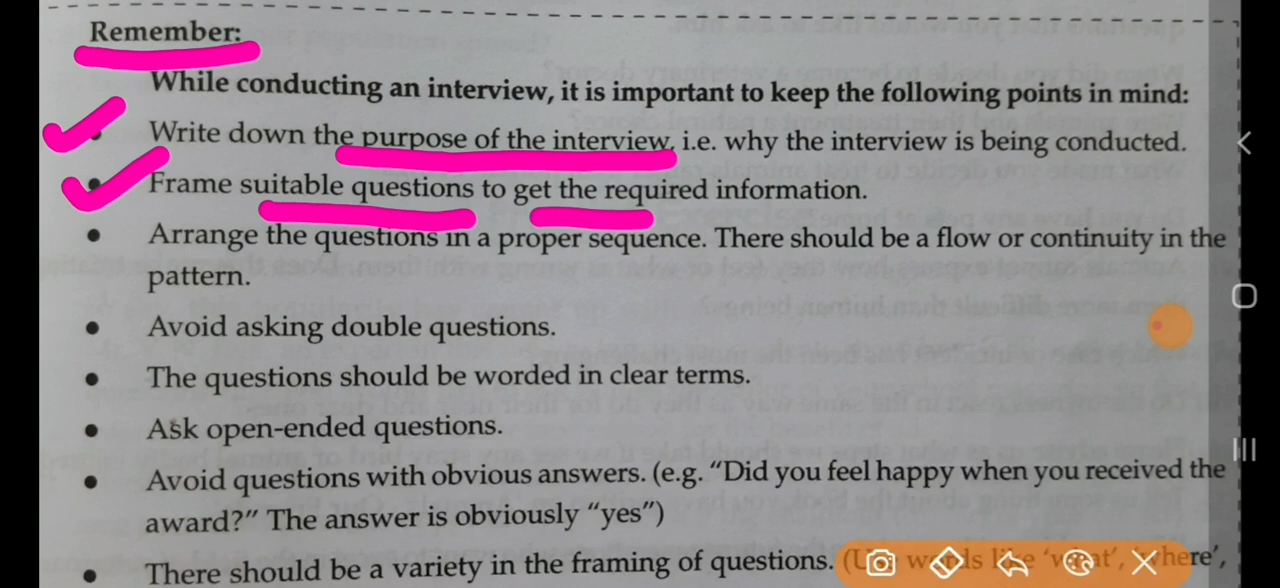 Remember:
While conducting an interview, it is important to keep the following points in mind:
• Write down the purpose of the interview, i.e. why the interview is being conducted.
• Frame suitable questions to get the required information.
• Arrange the questions in a proper sequence. There should be a flow or continuity in the
pattern.
• Avoid asking double questions.
• The questions should be worded in clear terms.
• Ask open-ended questions.
• Avoid questions with obvious answers. (e.g. “Did you feel happy when you received the
award?” The answer is obviously “yes”)
• There should be a variety in the framing of questions. (Use words like ‘what’, ‘where’,